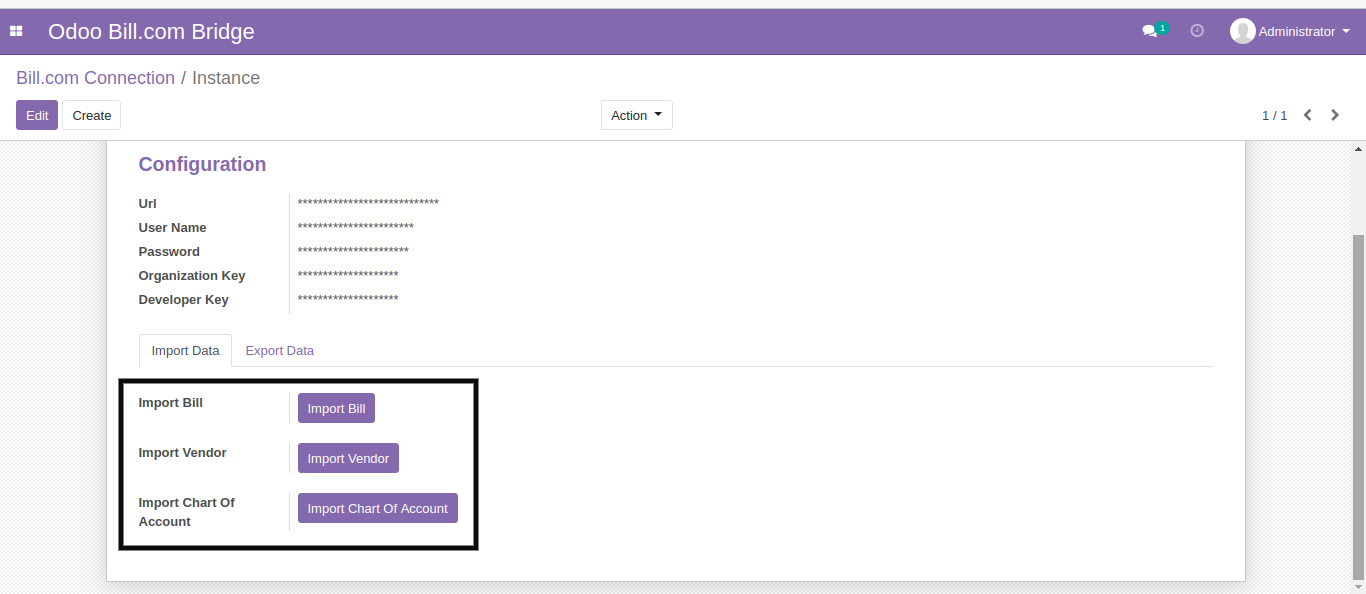 Odoo Bill.com Bridge
1
Administrator
Bill.com Connection / Instance
Edit
Create
Action
1 / 1
Configuration
Url ****************************
User Name ***********************
Password **********************
Organization Key ********************
Developer Key ********************
Import Data
Export Data
Import Bill
Import Bill
Import Vendor
Import Vendor
Import Chart Of
Account
Import Chart Of Account